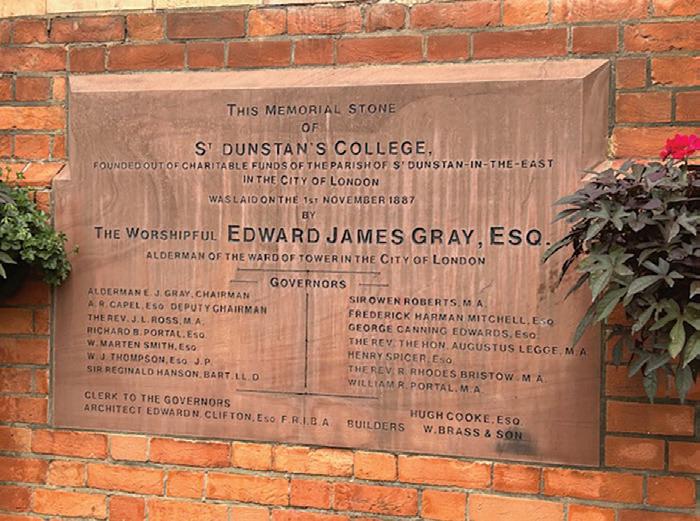 THIS MEMORIAL STONE
OF
ST DUNSTAN'S COLLEGE,
FOUNDED OUT OF CHARITABLE FUNDS OF THE PARISH OF ST DUNSTAN-IN-THE-EAST
IN THE CITY OF LONDON
WAS LAID ON THE 1ST NOVEMBER 1887
BY
THE WORSHIPFUL EDWARD JAMES GRAY, ESQ.
ALDERMAN OF THE WARD OF TOWER IN THE CITY OF LONDON
GOVERNORS
ALDERMAN E. J. GRAY, CHAIRMAN
A. R. CAPEL, ESQ. DEPUTY CHAIRMAN
THE REV. J. L. ROSS, M.A.
RICHARD B. PORTAL, ESQ.
W. MARTEN SMITH, ESQ.
W. J. THOMPSON, ESQ. J.P.
SIR REGINALD HANSON, BART, LL.D
SIR OWEN ROBERTS, M.A.
FREDERICK HARMAN MITCHELL, ESQ
GEORGE CANNING EDWARDS, ESQ.
THE REV. THE HON. AUGUSTUS LEGGE, M.A
HENRY SPICER, ESQ
THE REV. R. RHODES BRISTOW, M.A.
WILLIAM R. PORTAL, M.A.
CLERK TO THE GOVERNORS HUGH COOKE, ESQ.
ARCHITECT EDWARD N. CLIFTON, ESQ F.R.I.B.A. BUILDERS W. BRASS & SON